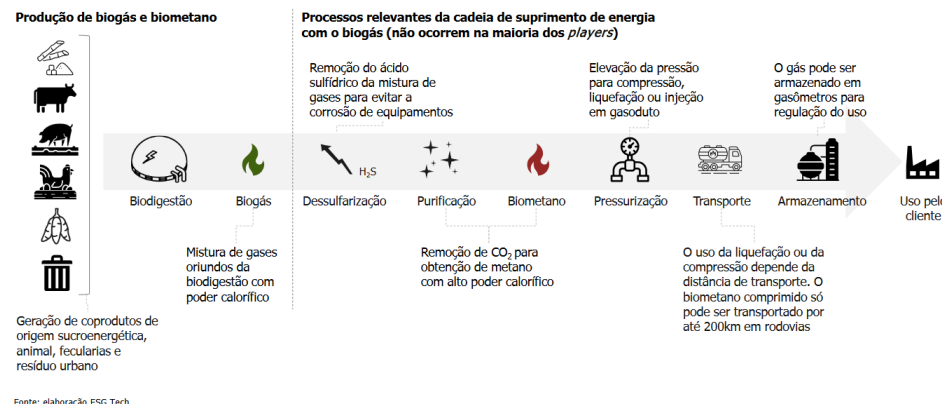 Produção de biogás e biometano
Processos relevantes da cadeia de suprimento de energia
com o biogás (não ocorrem na maioria dos players)
Remoção do ácido
sulfídrico da mistura de
gases para evitar a
corrosão de equipamentos
Elevação da pressão
para compressão,
liquefação ou injeção
em gasoduto
O gás pode ser
armazenado em
gasômetros para
regulação do uso
H₂S
Biodigestão
Biogás
Dessulfarização
Purificação
Biometano
Pressurização
Transporte
Armazenamento
Uso pelo
cliente
Mistura de gases
oriundos da
biodigestão com
poder calorífico
Remoção de CO₂ para
obtenção de metano
com alto poder calorífico
O uso da liquefação ou da
compressão depende da
distância de transporte. O
biometano comprimido só
pode ser transportado por
até 200km em rodovias
Geração de coprodutos de
origem sucroenergética,
animal, fecularias e
resíduo urbano
Fonte: elaboração ESG Tech